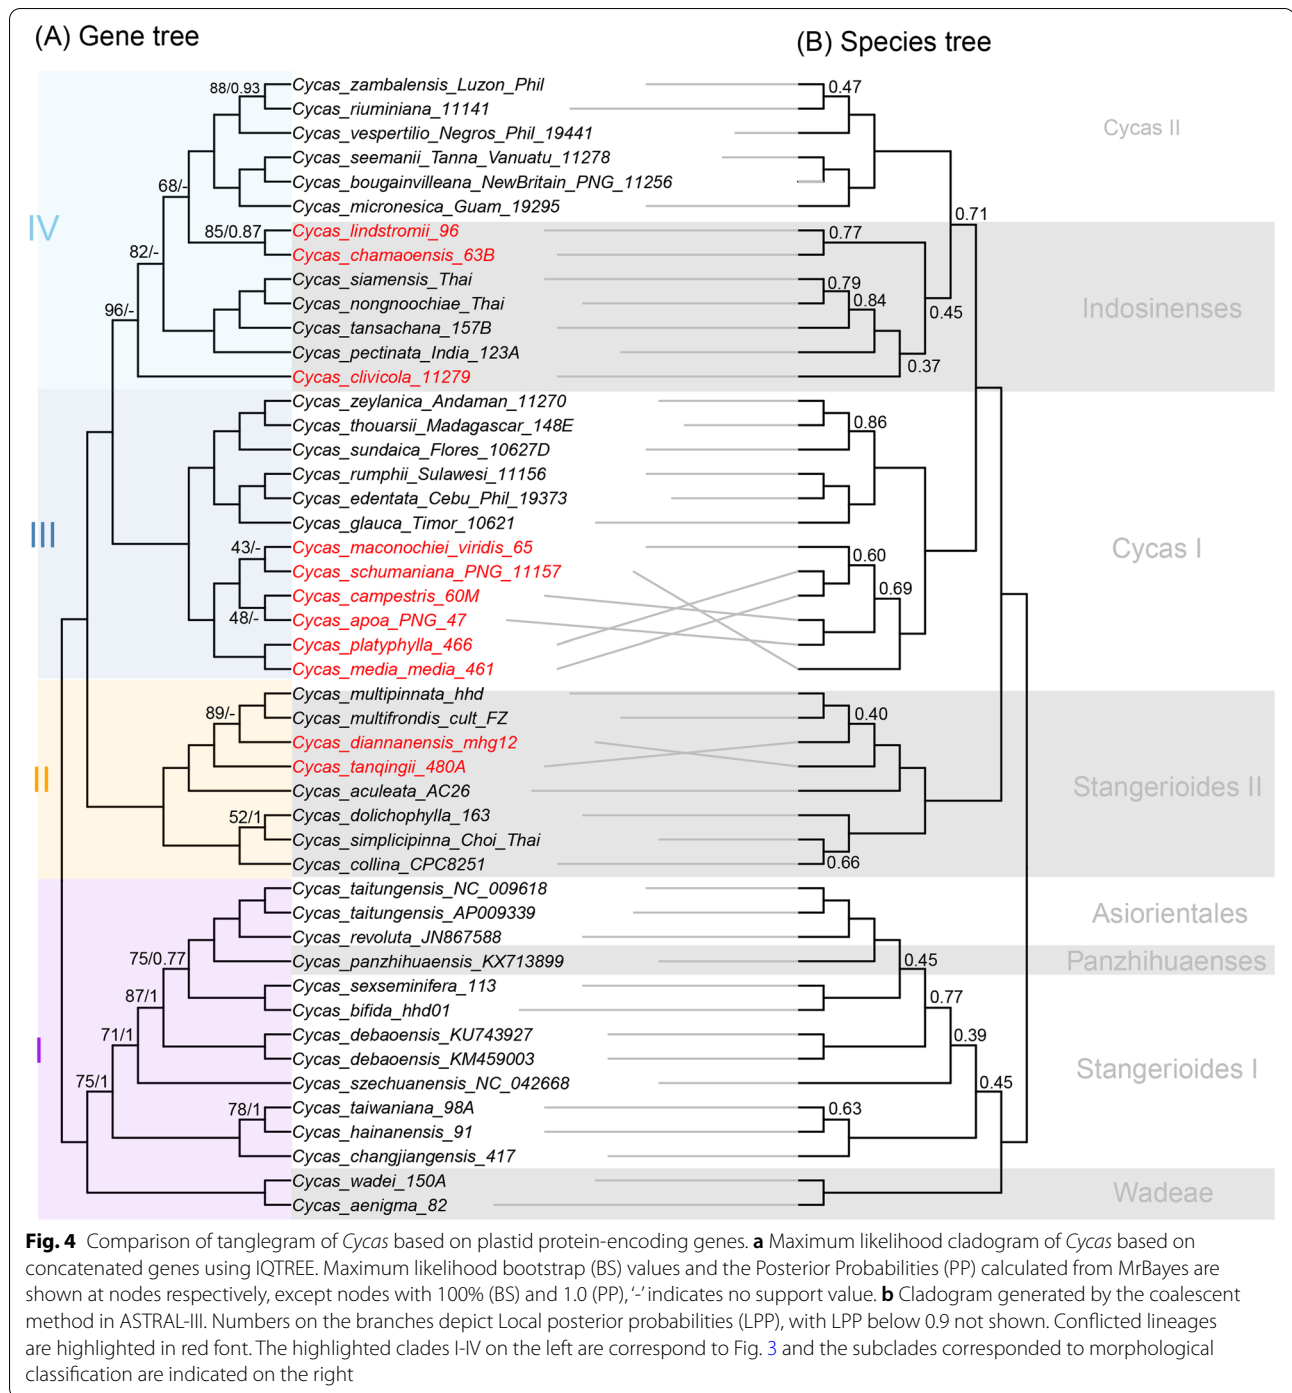 (A) Gene tree
(B) Species tree
88/0.93
Cycas_zambalensis_Luzon_Phil
0.47
Cycas_riuminiana_11141
Cycas_vespertilio_Negros_Phil_19441
Cycas II
Cycas_seemanii_Tanna_Vanuatu_11278
Cycas_bougainvilleana_NewBritain_PNG_11256
68/-
Cycas_micronesica_Guam_19295
0.71
IV
85/0.87
Cycas_lindstromii_96
0.77
82/-
Cycas_chamaoensis_63B
Cycas_siamensis_Thai
0.79
96/-
Cycas_nongnoochiae_Thai
0.84
0.45
Indosinenses
Cycas_tansachana_157B
Cycas_pectinata_India_123A
0.37
Cycas_clivicola_11279
Cycas_zeylanica_Andaman_11270
Cycas_thouarsii_Madagascar_148E
0.86
Cycas_sundaica_Flores_10627D
Cycas_rumphii_Sulawesi_11156
Cycas_edentata_Cebu_Phil_19373
Cycas_glauca_Timor_10621
III
43/-
Cycas_maconochiei_viridis_65
0.60
Cycas I
Cycas_schumaniana_PNG_11157
Cycas_campestris_60M
0.69
48/-
Cycas_apoa_PNG_47
Cycas_platyphylla_466
Cycas_media_media_461
Cycas_multipinnata_hhd
89/-
Cycas_multifrondis_cult_FZ
0.40
Cycas_diannanensis_mhg12
Cycas_tanqingii_480A
II
Cycas_aculeata_AC26
Stangerioides II
52/1
Cycas_dolichophylla_163
Cycas_simplicipinna_Choi_Thai
Cycas_collina_CPC8251
0.66
Cycas_taitungensis_NC_009618
Cycas_taitungensis_AP009339
Asiorientales
Cycas_revoluta_JN867588
75/0.77
Cycas_panzhihuaensis_KX713899
0.45
Panzhihuaenses
Cycas_sexseminifera_113
87/1
0.77
Cycas_bifida_hhd01
71/1
Cycas_debaoensis_KU743927
0.39
I
Cycas_debaoensis_KM459003
Stangerioides I
75/1
Cycas_szechuanensis_NC_042668
0.45
78/1
Cycas_taiwaniana_98A
0.63
Cycas_hainanensis_91
Cycas_changjiangensis_417
Cycas_wadei_150A
Wadeae
Cycas_aenigma_82
Fig. 4 Comparison of tanglegram of Cycas based on plastid protein-encoding genes. a Maximum likelihood cladogram of Cycas based on
concatenated genes using IQTREE. Maximum likelihood bootstrap (BS) values and the Posterior Probabilities (PP) calculated from MrBayes are
shown at nodes respectively, except nodes with 100% (BS) and 1.0 (PP), ‘-’ indicates no support value. b Cladogram generated by the coalescent
method in ASTRAL-III. Numbers on the branches depict Local posterior probabilities (LPP), with LPP below 0.9 not shown. Conflicted lineages
are highlighted in red font. The highlighted clades I-IV on the left are correspond to Fig. 3 and the subclades corresponded to morphological
classification are indicated on the right